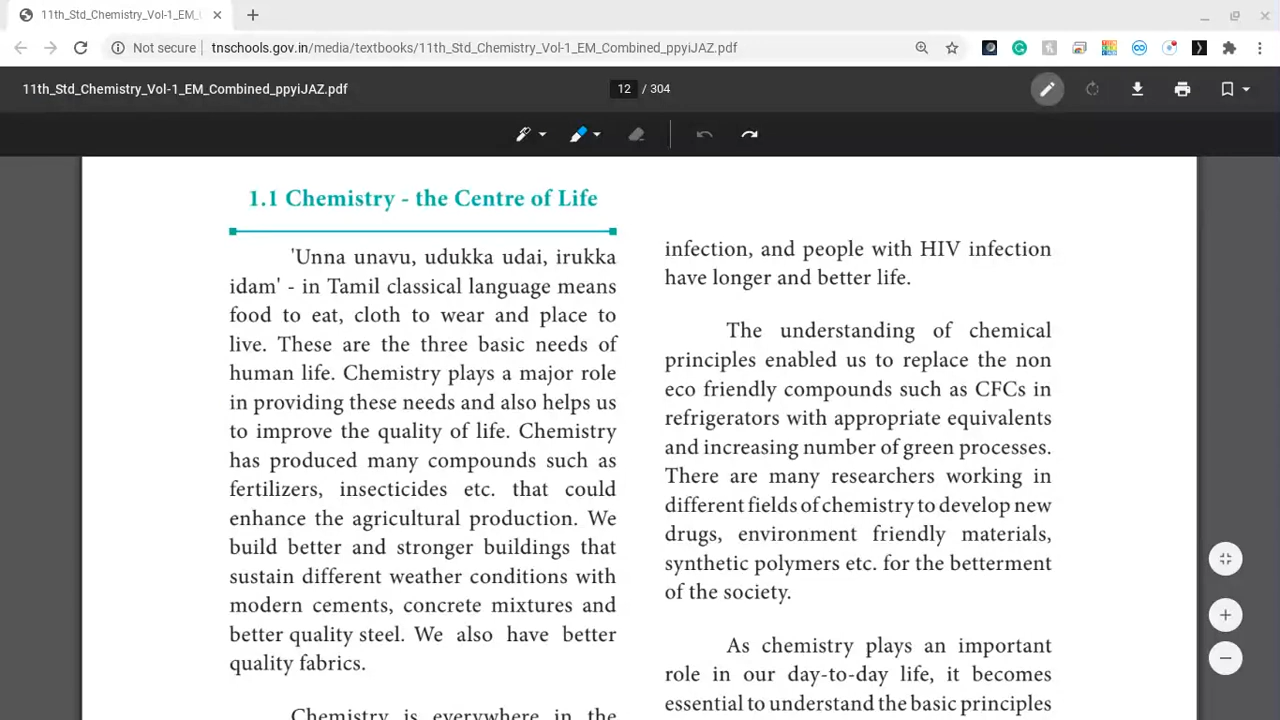 11th_Std_Chemistry_Vol-1_EM_
Not secure
tnschools.gov.in/media/textbooks/11th_Std_Chemistry_Vol-1_EM_Combined_ppyiJAZ.pdf
11th_Std_Chemistry_Vol-1_EM_Combined_ppyiJAZ.pdf
12 / 304
1.1 Chemistry - the Centre of Life
'Unna unavu, udukka udai, irukka
idam' - in Tamil classical language means
food to eat, cloth to wear and place to
live. These are the three basic needs of
human life. Chemistry plays a major role
in providing these needs and also helps us
to improve the quality of life. Chemistry
has produced many compounds such as
fertilizers, insecticides etc. that could
enhance the agricultural production. We
build better and stronger buildings that
sustain different weather conditions with
modern cements, concrete mixtures and
better quality steel. We also have better
quality fabrics.
Chemistry is everywhere in the
infection, and people with HIV infection
have longer and better life.
The understanding of chemical
principles enabled us to replace the non
eco friendly compounds such as CFCs in
refrigerators with appropriate equivalents
and increasing number of green processes.
There are many researchers working in
different fields of chemistry to develop new
drugs, environment friendly materials,
synthetic polymers etc. for the betterment
of the society.
As chemistry plays an important
role in our day-to-day life, it becomes
essential to understand the basic principles